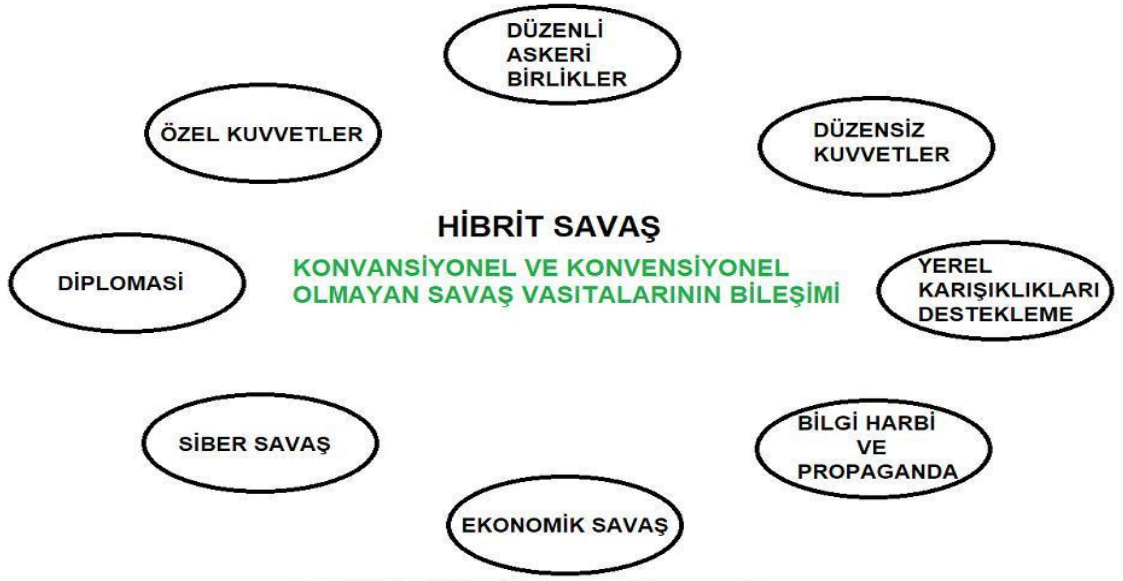 DÜZENLİ
ASKERİ
BİRLİKLER
ÖZEL KUVVETLER
DÜZENSİZ
KUVVETLER
HİBRİT SAVAŞ
KONVANSİYONEL VE KONVENSİYONEL
OLMAYAN SAVAŞ VASITALARININ BİLEŞİMİ
DİPLOMASİ
YEREL
KARIŞIKLIKLARI
DESTEKLEME
SİBER SAVAŞ
BİLGİ HARBİ
VE
PROPAGANDA
EKONOMİK SAVAŞ